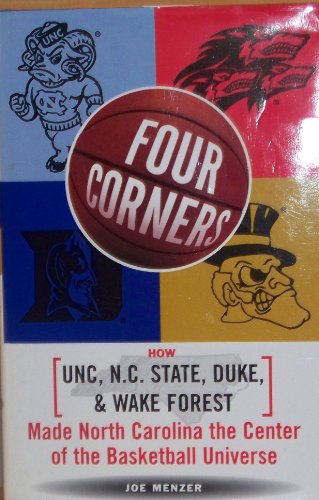 UNC
NC
FOUR
CORNERS
D
HOW
UNC, N.C. STATE, DUKE,
& WAKE FOREST
Made North Carolina the Center
of the Basketball Universe
JOE MENZER